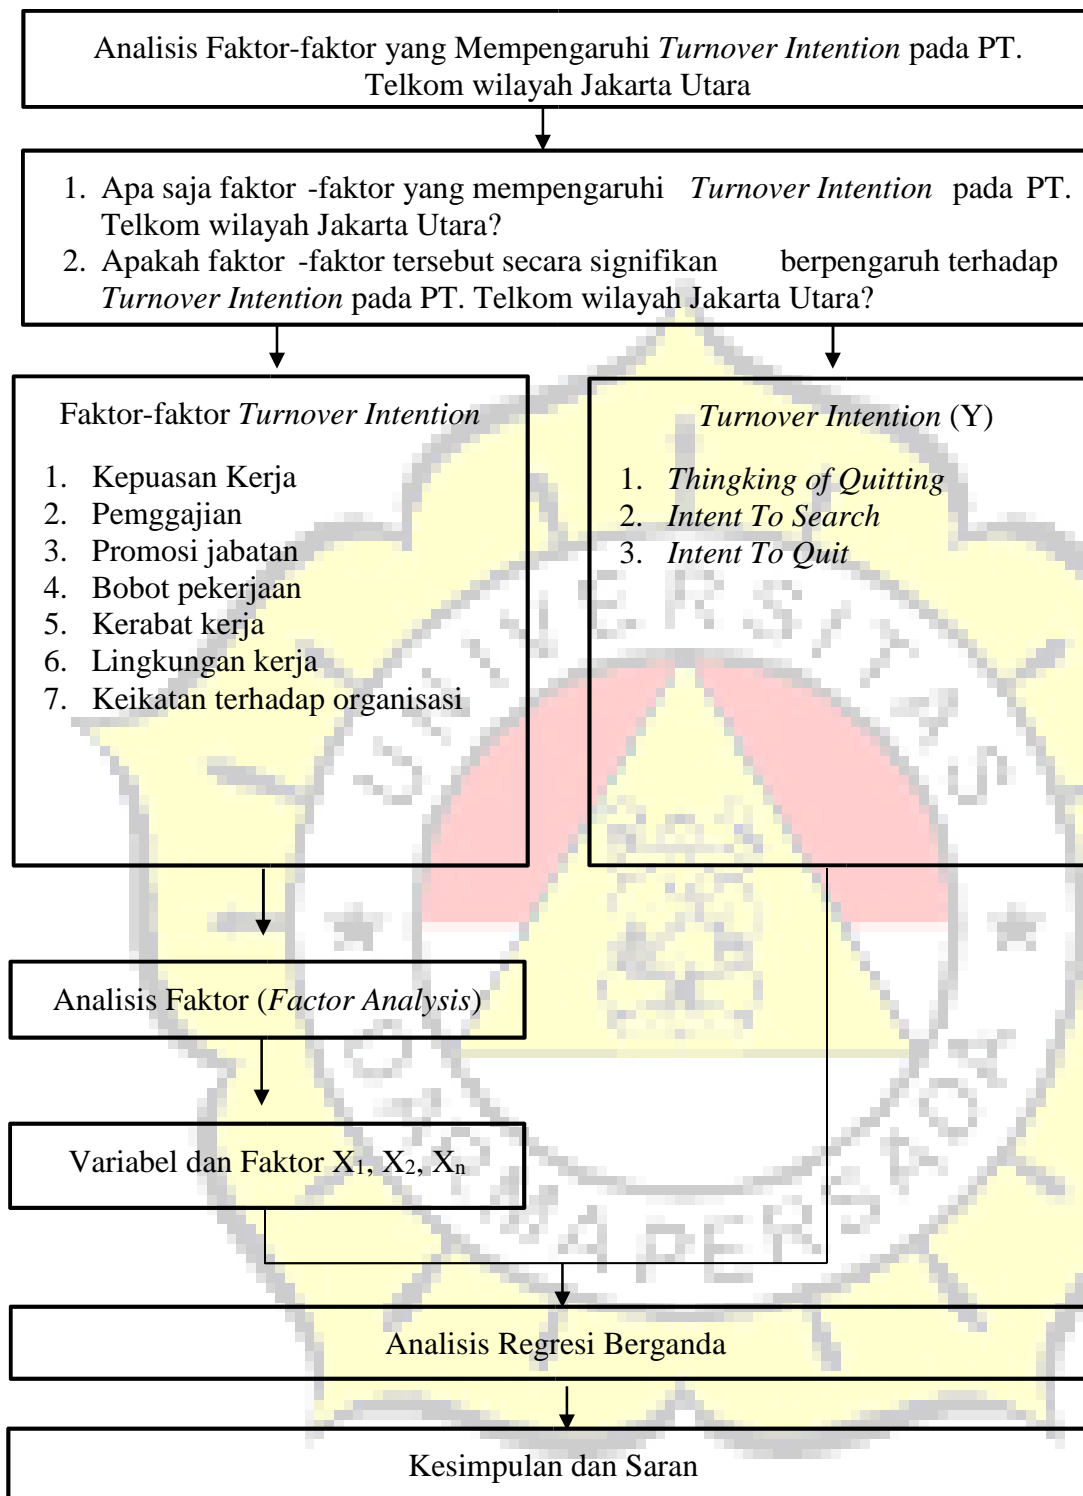 Analisis Faktor-faktor yang Mempengaruhi Turnover Intention pada PT.
Telkom wilayah Jakarta Utara
1. Apa saja faktor -faktor yang mempengaruhi Turnover Intention pada PT.
Telkom wilayah Jakarta Utara?
2. Apakah faktor -faktor tersebut secara signifikan berpengaruh terhadap
Turnover Intention pada PT. Telkom wilayah Jakarta Utara?
Faktor-faktor Turnover Intention
1. Kepuasan Kerja
2. Pemggajian
3. Promosi jabatan
4. Bobot pekerjaan
5. Kerabat kerja
6. Lingkungan kerja
7. Keikatan terhadap organisasi
Turnover Intention (Y)
1. Thingking of Quitting
2. Intent To Search
3. Intent To Quit
Analisis Faktor (Factor Analysis)
Variabel dan Faktor X1, X2, Xn
Analisis Regresi Berganda
Kesimpulan dan Saran
UNIVERSITAS
DARMA PERSADA